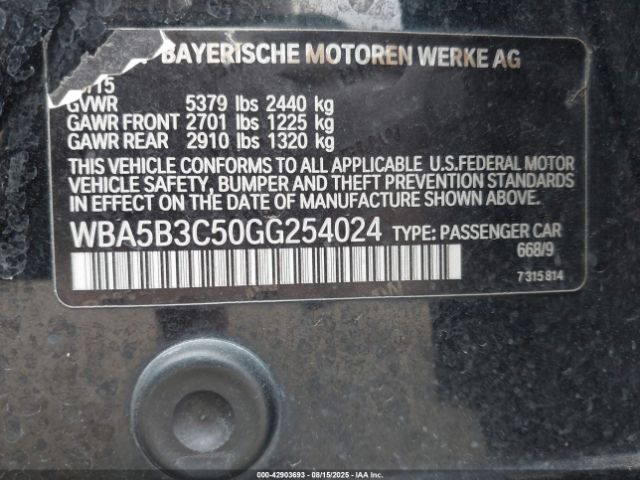 BAYERISCHE MOTOREN WERKE AG
/15
GVWR 5379 lbs 2440 kg
GAWR FRONT 2701 lbs 1225 kg
GAWR REAR 2910 lbs 1320 kg
THIS VEHICLE CONFORMS TO ALL APPLICABLE U.S.FEDERAL MOTOR
VEHICLE SAFETY, BUMPER AND THEFT PREVENTION STANDARDS
IN EFFECT ON THE DATE OF MANUFACTURE SHOWN ABOVE.
WBA5B3C50GG254024 TYPE: PASSENGER CAR
668/9
7 315 814
000-42903693 - 08/15/2025 - IAA Inc.